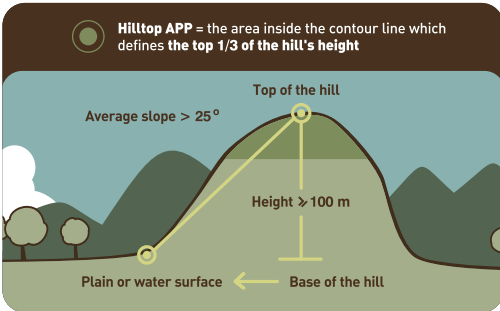 Hilltop APP = the area inside the contour line which
defines the top 1/3 of the hill's height
Top of the hill
Average slope > 25°
Height ⩾ 100 m
Plain or water surface
Base of the hill